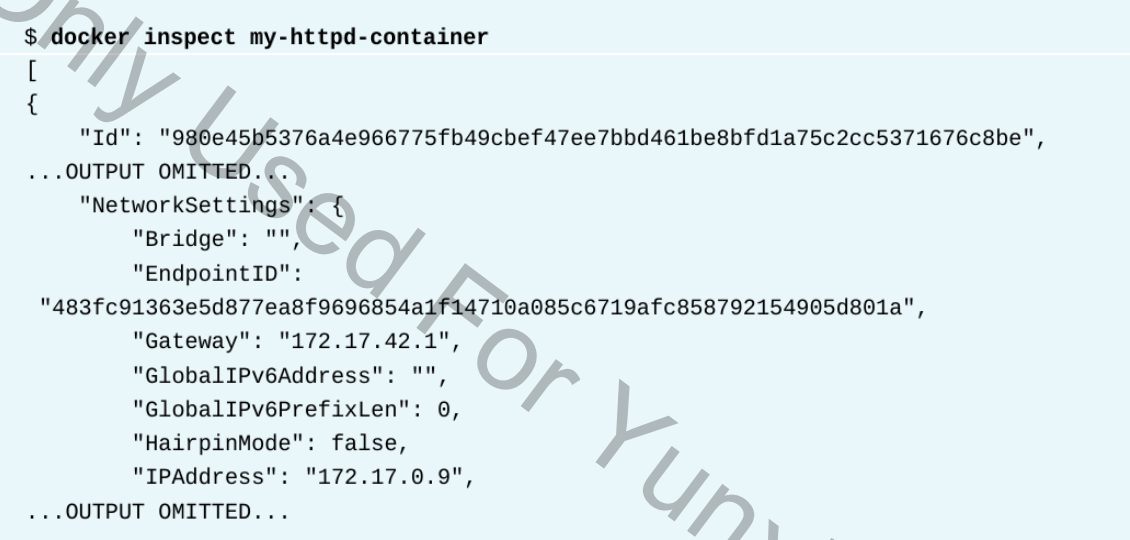 $ docker inspect my-httpd-container
[
{
    "Id": "980e45b5376a4e966775fb49cbef47ee7bbd461be8bfd1a75c2cc5371676c8be",
...OUTPUT OMITTED...
    "NetworkSettings": {
        "Bridge": "",
        "EndpointID":
 "483fc91363e5d877ea8f9696854a1f14710a085c6719afc858792154905d801a",
        "Gateway": "172.17.42.1",
        "GlobalIPv6Address": "",
        "GlobalIPv6PrefixLen": 0,
        "HairpinMode": false,
        "IPAddress": "172.17.0.9",
...OUTPUT OMITTED...
Only Used For